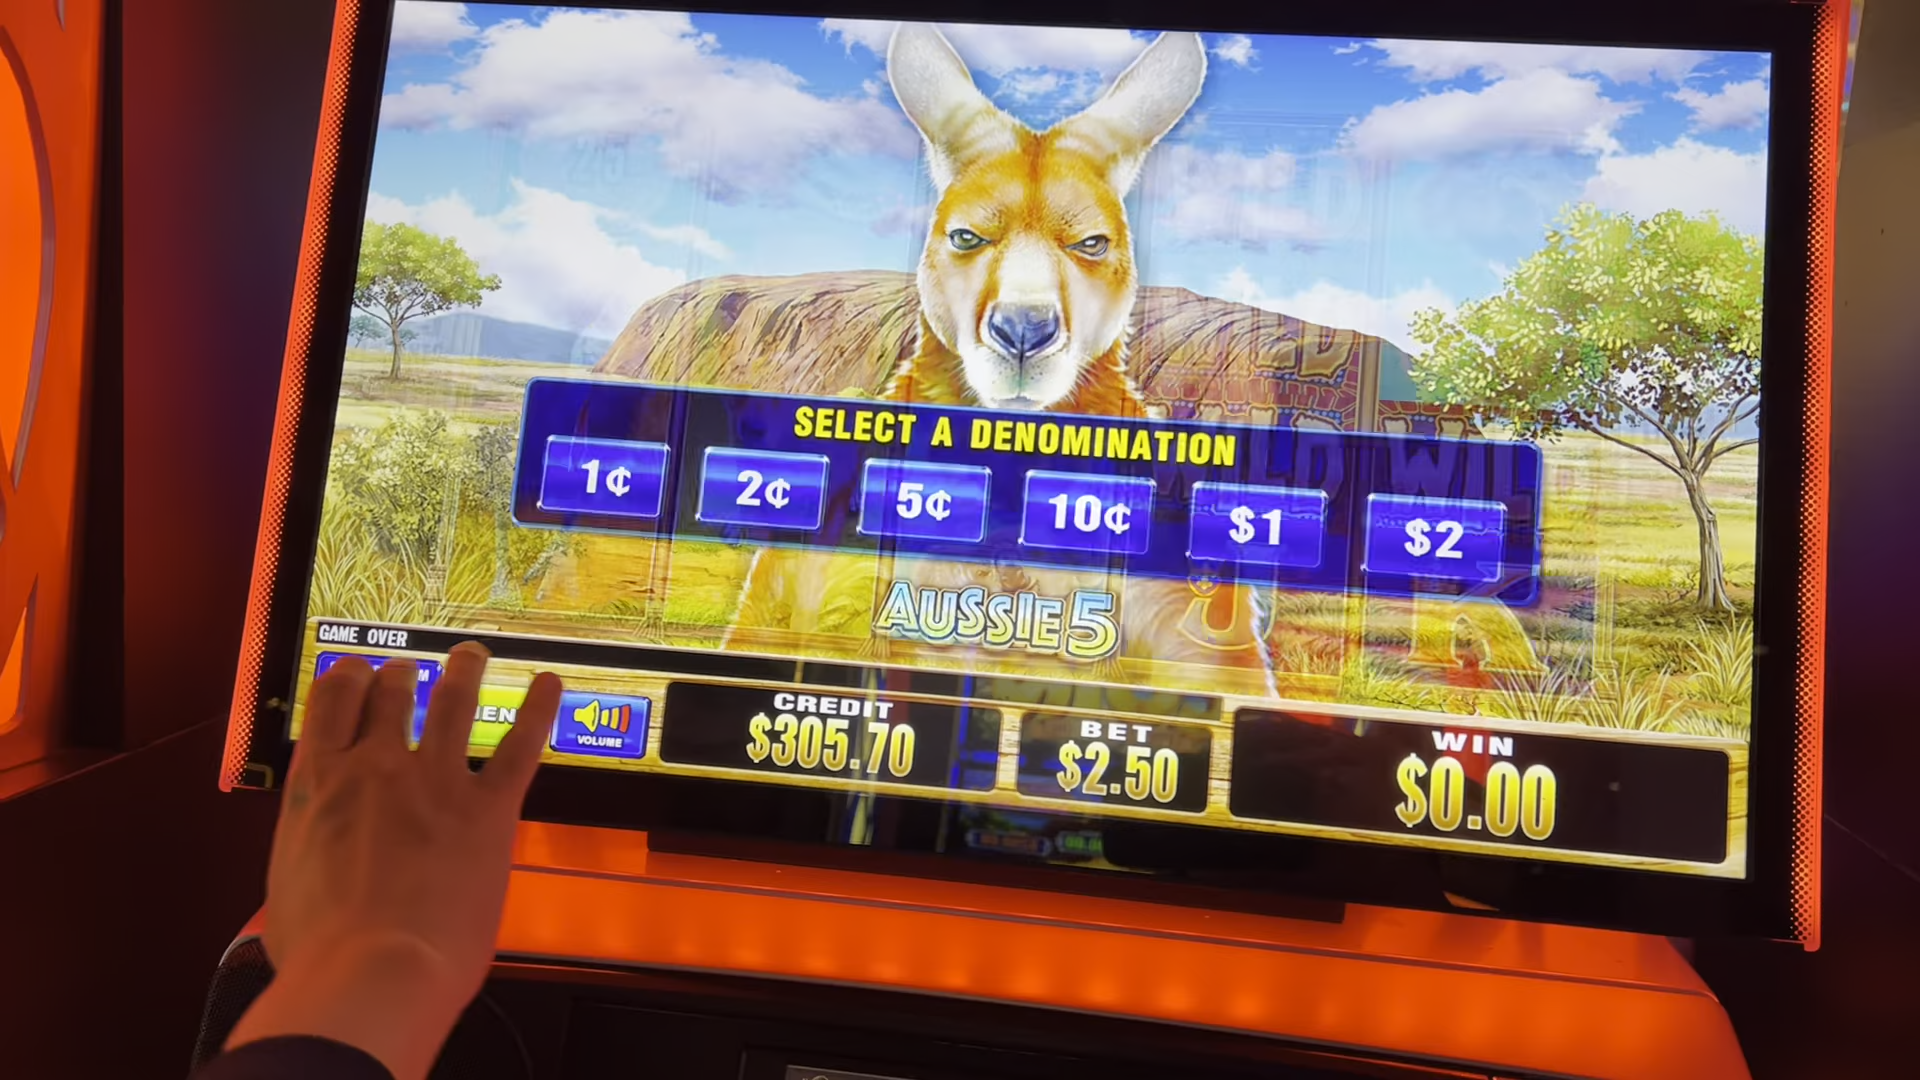 SELECT A DENOMINATION
1¢ 2¢ 5¢ 10¢ $1 $2
AUSSIE 5
GAME OVER
VOLUME
CREDIT
$305.70
BET
$2.50
WIN
$0.00